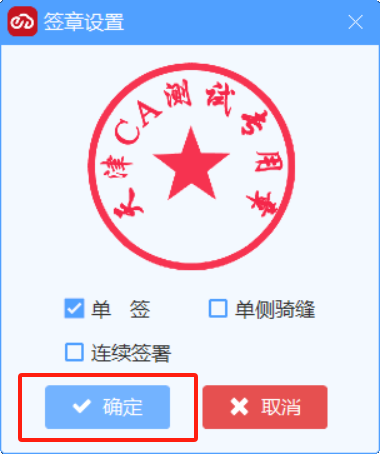 签章设置
天津CA测试专用章
单 签
单侧骑缝
连续签署
确定
取消